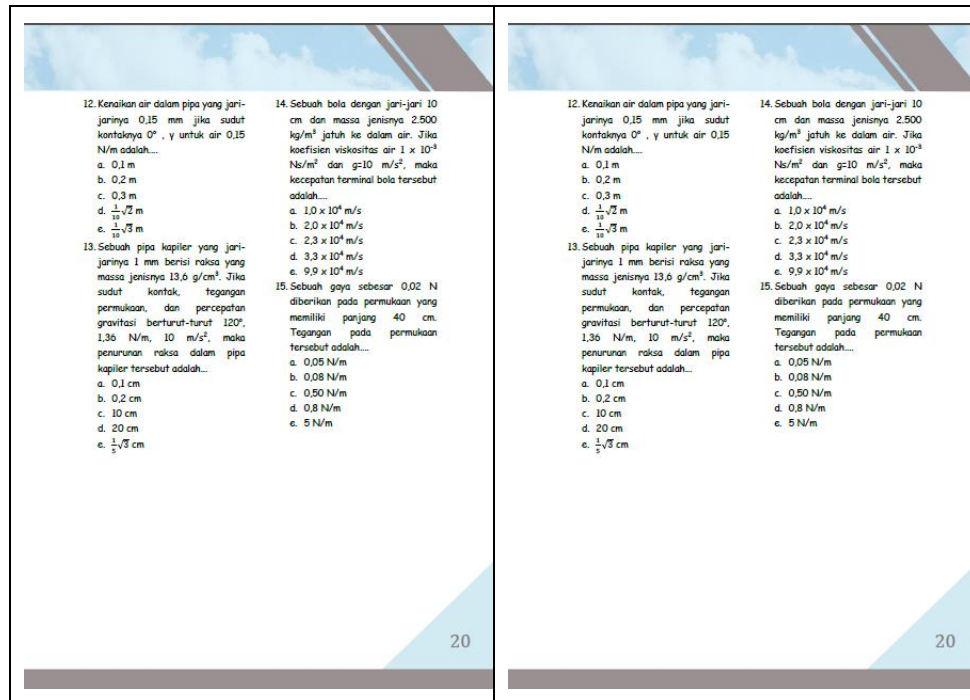 12. Kenaikan air dalam pipa yang jari-
jarinya 0,15 mm jika sudut
kontaknya 0° , γ untuk air 0,15
N/m adalah....
a. 0,1 m
b. 0,2 m
c. 0,3 m
d. 1/10 √2 m
e. 1/10 √3 m
13. Sebuah pipa kapiler yang jari-
jarinya 1 mm berisi raksa yang
massa jenisnya 13,6 g/cm³. Jika
sudut kontak, tegangan
permukaan, dan percepatan
gravitasi berturut-turut 120°,
1,36 N/m, 10 m/s², maka
penurunan raksa dalam pipa
kapiler tersebut adalah...
a. 0,1 cm
b. 0,2 cm
c. 10 cm
d. 20 cm
e. 1/5 √3 cm
14. Sebuah bola dengan jari-jari 10
cm dan massa jenisnya 2.500
kg/m³ jatuh ke dalam air. Jika
koefisien viskositas air 1 x 10⁻³
Ns/m² dan g=10 m/s², maka
kecepatan terminal bola tersebut
adalah....
a. 1,0 x 10⁴ m/s
b. 2,0 x 10⁴ m/s
c. 2,3 x 10⁴ m/s
d. 3,3 x 10⁴ m/s
e. 9,9 x 10⁴ m/s
15. Sebuah gaya sebesar 0,02 N
diberikan pada permukaan yang
memiliki panjang 40 cm.
Tegangan pada permukaan
tersebut adalah....
a. 0,05 N/m
b. 0,08 N/m
c. 0,50 N/m
d. 0,8 N/m
e. 5 N/m
20
12. Kenaikan air dalam pipa yang jari-
jarinya 0,15 mm jika sudut
kontaknya 0° , γ untuk air 0,15
N/m adalah....
a. 0,1 m
b. 0,2 m
c. 0,3 m
d. 1/10 √2 m
e. 1/10 √3 m
13. Sebuah pipa kapiler yang jari-
jarinya 1 mm berisi raksa yang
massa jenisnya 13,6 g/cm³. Jika
sudut kontak, tegangan
permukaan, dan percepatan
gravitasi berturut-turut 120°,
1,36 N/m, 10 m/s², maka
penurunan raksa dalam pipa
kapiler tersebut adalah...
a. 0,1 cm
b. 0,2 cm
c. 10 cm
d. 20 cm
e. 1/5 √3 cm
14. Sebuah bola dengan jari-jari 10
cm dan massa jenisnya 2.500
kg/m³ jatuh ke dalam air. Jika
koefisien viskositas air 1 x 10⁻³
Ns/m² dan g=10 m/s², maka
kecepatan terminal bola tersebut
adalah....
a. 1,0 x 10⁴ m/s
b. 2,0 x 10⁴ m/s
c. 2,3 x 10⁴ m/s
d. 3,3 x 10⁴ m/s
e. 9,9 x 10⁴ m/s
15. Sebuah gaya sebesar 0,02 N
diberikan pada permukaan yang
memiliki panjang 40 cm.
Tegangan pada permukaan
tersebut adalah....
a. 0,05 N/m
b. 0,08 N/m
c. 0,50 N/m
d. 0,8 N/m
e. 5 N/m
20